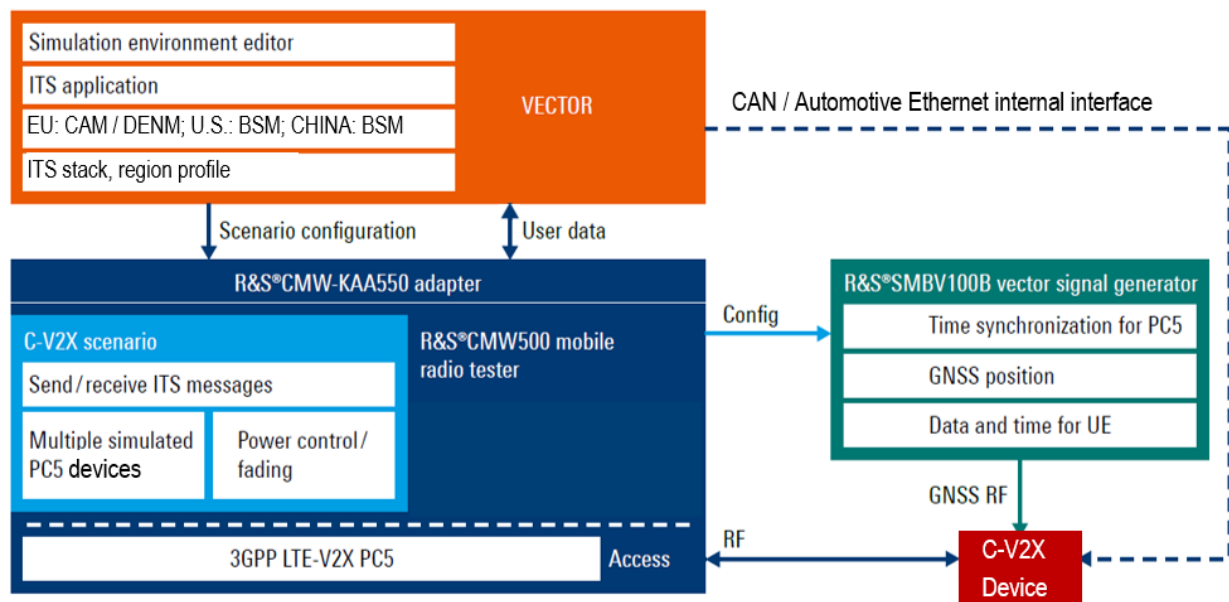 Simulation environment editor
ITS application
EU: CAM / DENM; U.S.: BSM; CHINA: BSM
ITS stack, region profile
VECTOR
CAN / Automotive Ethernet internal interface
Scenario configuration
User data
R&S®CMW-KAA550 adapter
C-V2X scenario
Send / receive ITS messages
Multiple simulated
PC5 devices
Power control /
fading
R&S®CMW500 mobile
radio tester
3GPP LTE-V2X PC5
Access
Config
R&S®SMBV100B vector signal generator
Time synchronization for PC5
GNSS position
Data and time for UE
GNSS RF
RF
C-V2X
Device